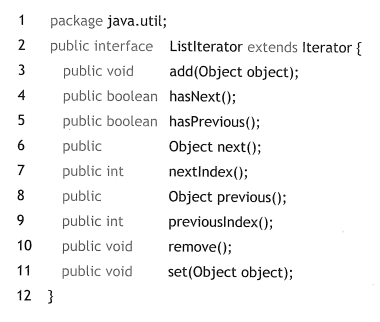 1 package java.util;
2 public interface ListIterator extends Iterator {
3 public void add(Object object);
4 public boolean hasNext();
5 public boolean hasPrevious();
6 public Object next();
7 public int nextIndex();
8 public Object previous();
9 public int previousIndex();
10 public void remove();
11 public void set(Object object);
12 }